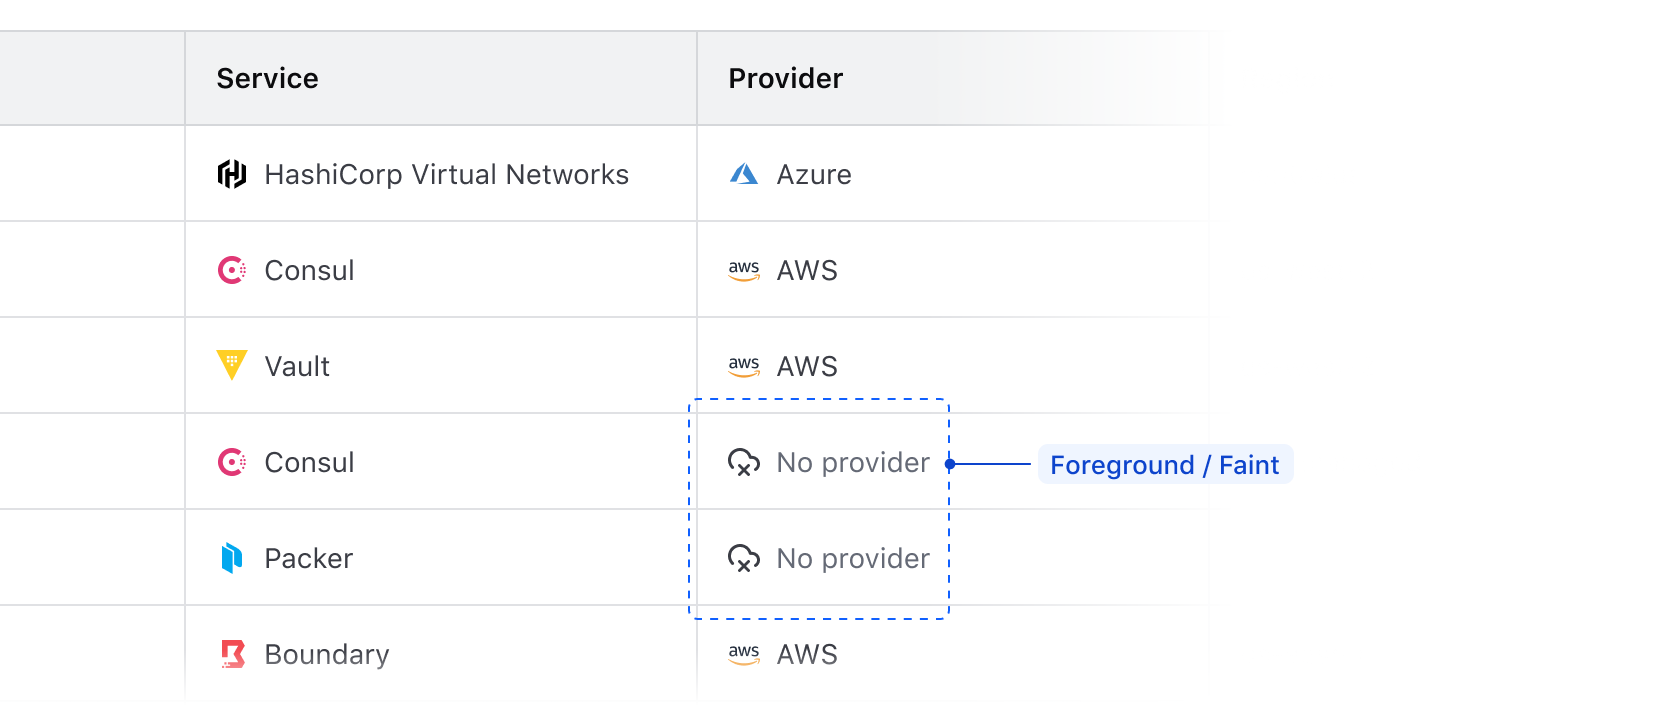 Service Provider
HashiCorp Virtual Networks aws Azure
Consul aws AWS
Vault aws AWS
Consul No provider Foreground / Faint
Packer No provider
Boundary aws AWS